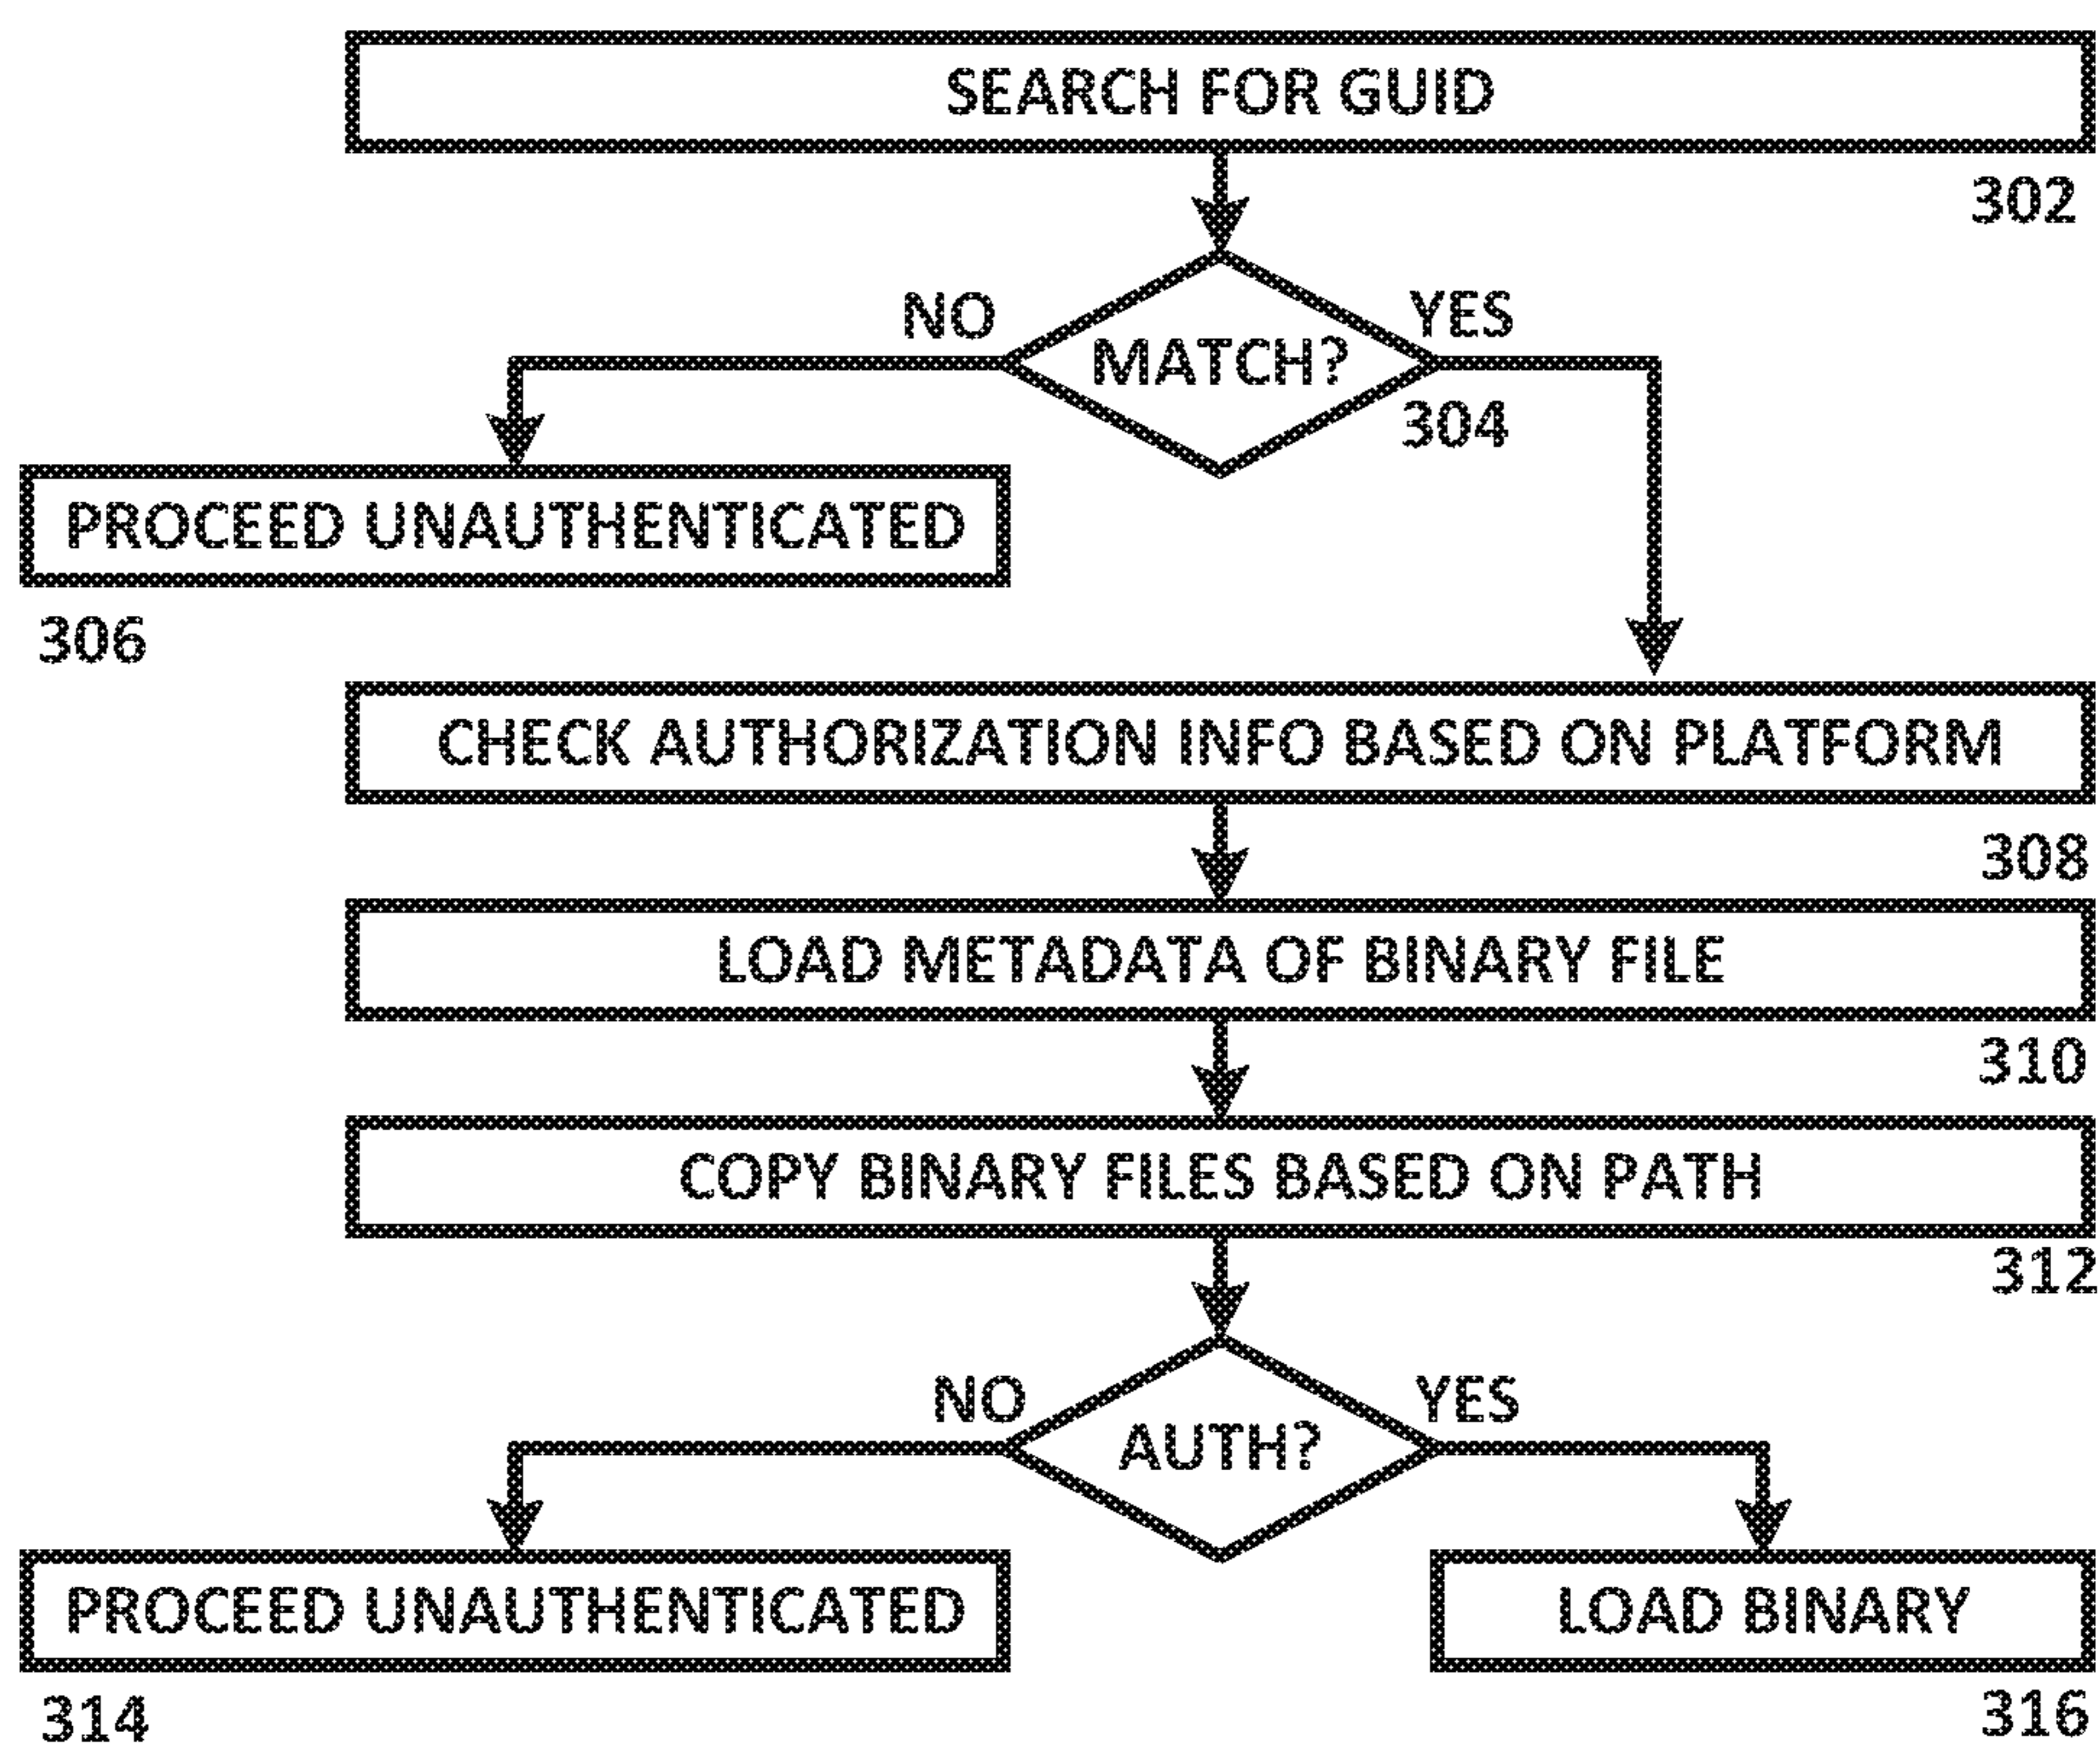 SEARCH FOR GUID
302
NO
YES
MATCH?
304
PROCEED UNAUTHENTICATED
306
CHECK AUTHORIZATION INFO BASED ON PLATFORM
308
LOAD METADATA OF BINARY FILE
310
COPY BINARY FILES BASED ON PATH
312
NO
YES
AUTH?
PROCEED UNAUTHENTICATED
LOAD BINARY
314
316